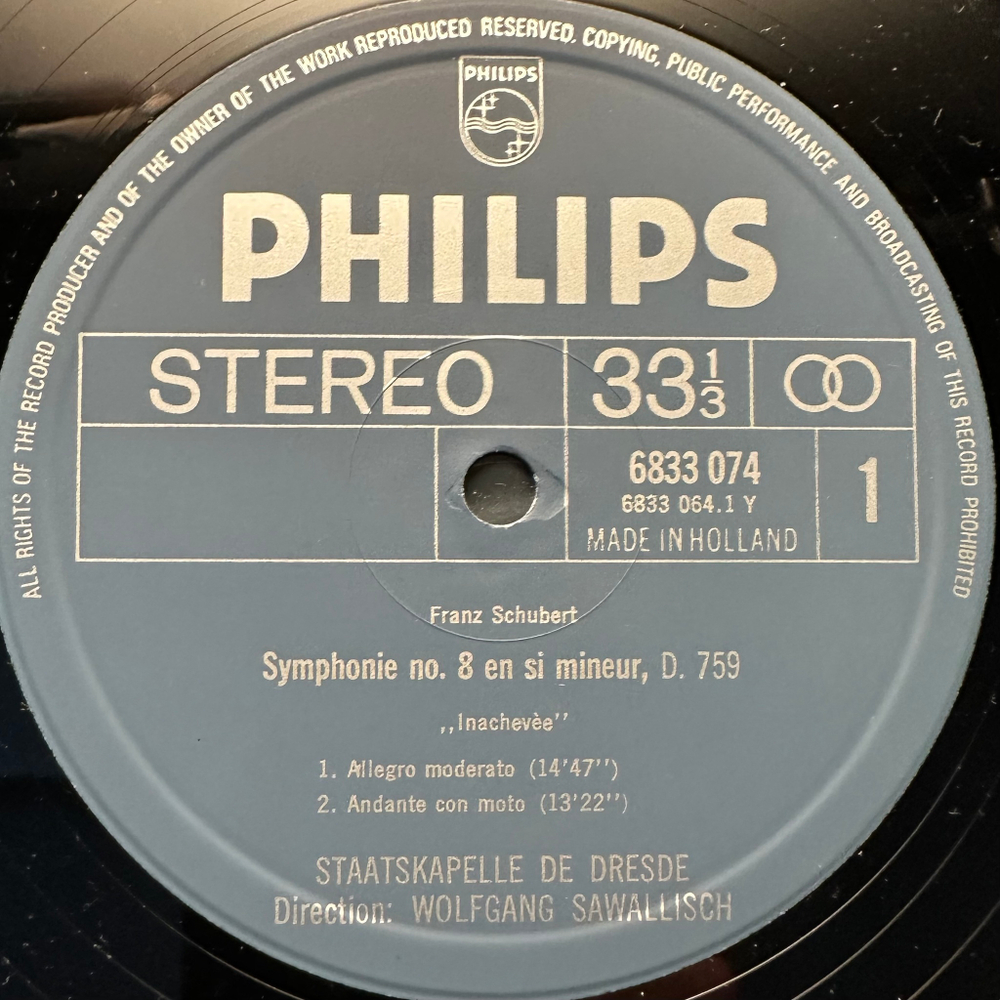 ALL RIGHTS OF THE RECORD PRODUCER AND OF THE OWNER OF THE WORK REPRODUCED RESERVED. COPYING, PUBLIC PERFORMANCE AND BROADCASTING OF THIS RECORD PROHIBITED
PHILIPS
PHILIPS
STEREO 33⅓
6833 074
6833 064.1 Y
MADE IN HOLLAND
1
Franz Schubert
Symphonie no. 8 en si mineur, D. 759
,,Inachevèe''
1. Allegro moderato (14'47'')
2. Andante con moto (13'22'')
STAATSKAPELLE DE DRESDE
Direction: WOLFGANG SAWALLISCH